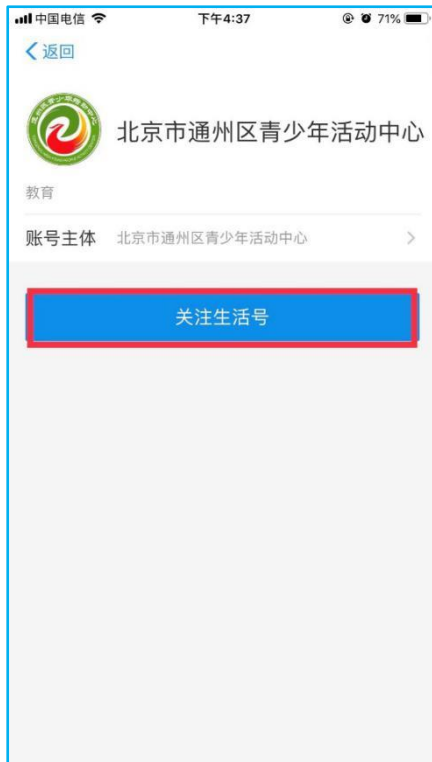 中国电信 下午4:37 71%
返回
北京市通州区青少年活动中心
教育
账号主体 北京市通州区青少年活动中心
关注生活号